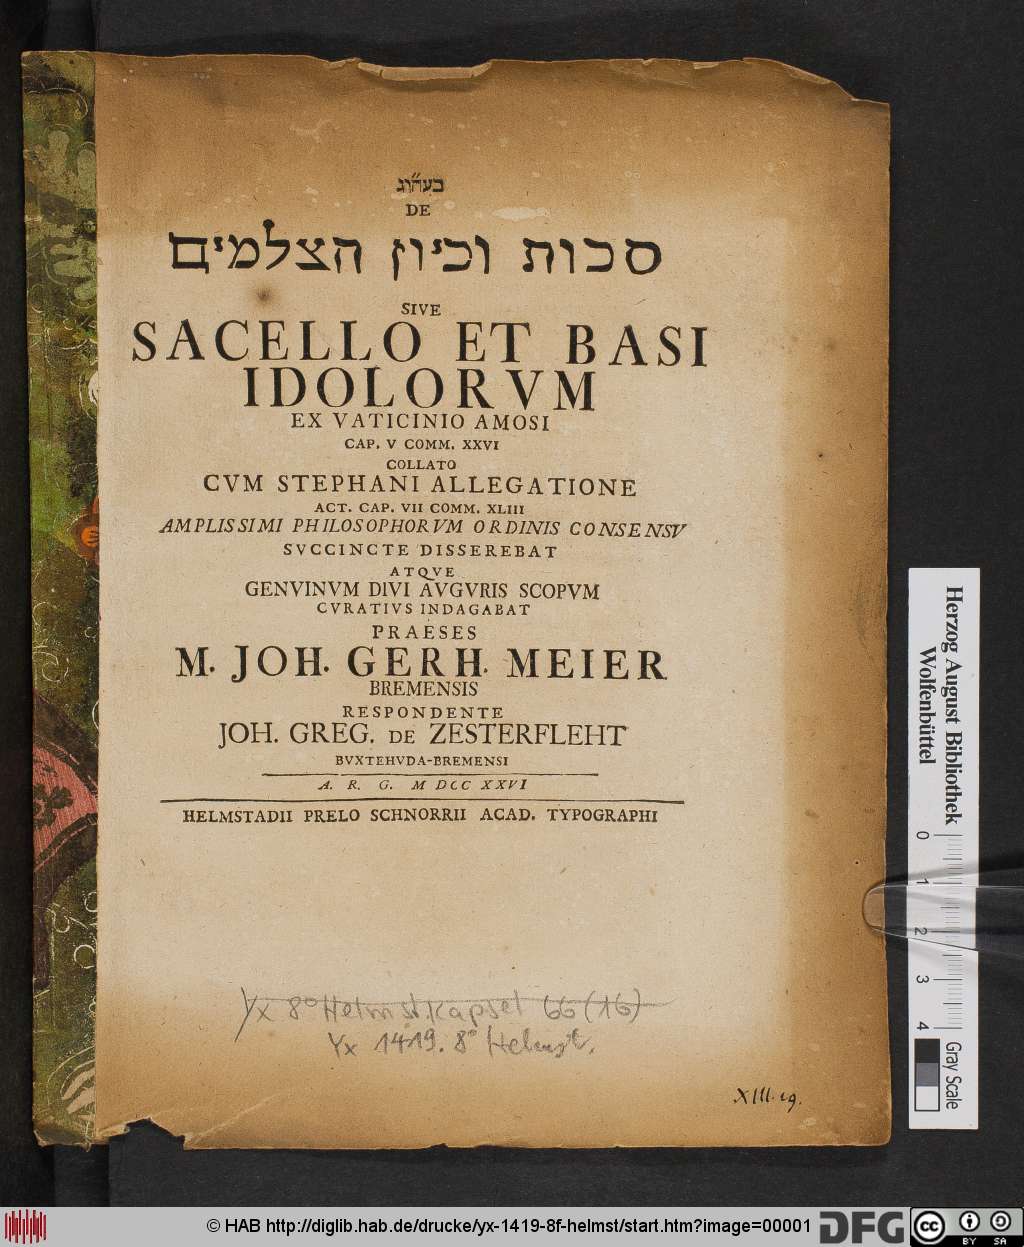 בעה״וג
DE
סכות וכיון הצלמים
SIVE
SACELLO ET BASI
IDOLORVM
EX VATICINIO AMOSI
CAP. V COMM. XXVI
COLLATO
CVM STEPHANI ALLEGATIONE
ACT. CAP. VII COMM. XLIII
AMPLISSIMI PHILOSOPHORVM ORDINIS CONSENSV
SVCCINCTE DISSEREBAT
ATQVE
GENVINVM DIVI AVGVRIS SCOPVM
CVRATIVS INDAGABAT
PRAESES
M. JOH. GERH. MEIER
BREMENSIS
RESPONDENTE
JOH. GREG. DE ZESTERFLEHT
BVXTEHVDA-BREMENSI
A. R. G. M DCC XXVI
HELMSTADII PRELO SCHNORRII ACAD. TYPOGRAPHI
Yx 8° Helmst. Kapsel 66 (16)
Yx 1419. 8° Helmst.
XIII. 19.
Herzog August Bibliothek
Wolfenbüttel
0 1 2 3 4
Gray Scale
© HAB http://diglib.hab.de/drucke/yx-1419-8f-helmst/start.htm?image=00001
DFG
cc BY SA